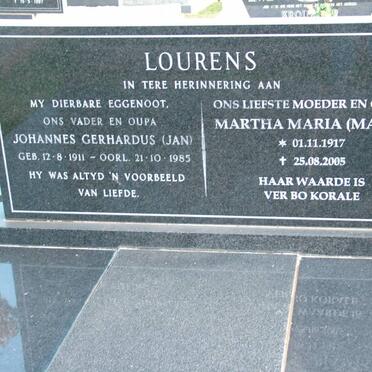 LOURENS
IN TERE HERINNERING AAN
MY DIERBARE EGGENOOT,
ONS VADER EN OUPA
JOHANNES GERHARDUS (JAN)
GEB. 12·8·1911 – OORL. 21·10·1985
HY WAS ALTYD 'N VOORBEELD
VAN LIEFDE.
ONS LIEFSTE MOEDER EN
MARTHA MARIA
* 01.11.1917
✝ 25.08.2005
HAAR WAARDE IS
VER BO KORALE